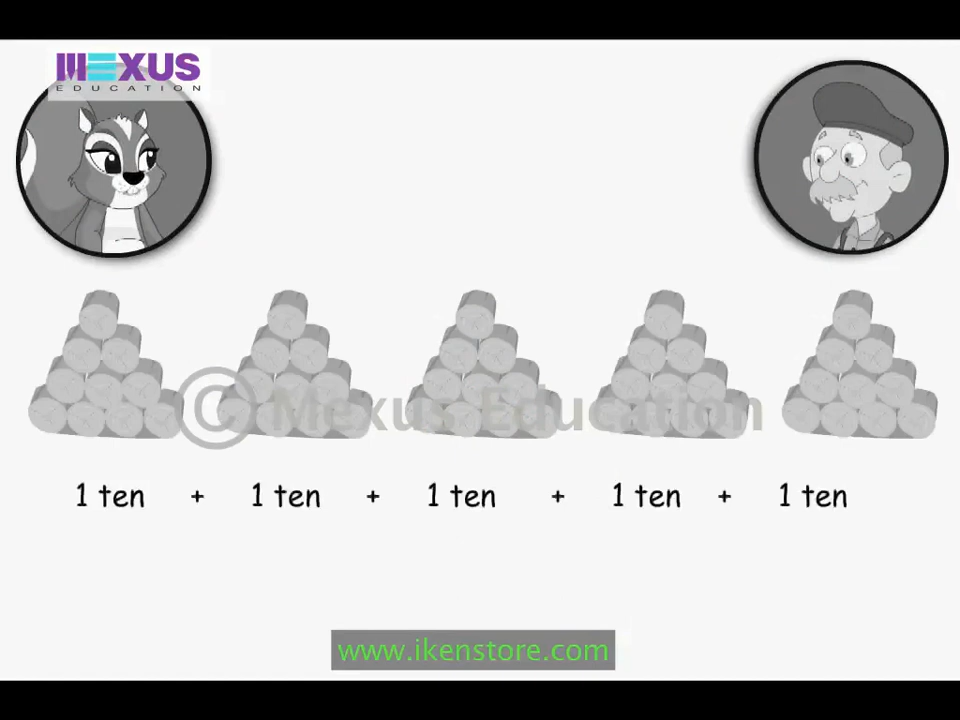 MEXUS
EDUCATION
© Mexus Education
1 ten + 1 ten + 1 ten + 1 ten + 1 ten
www.ikenstore.com